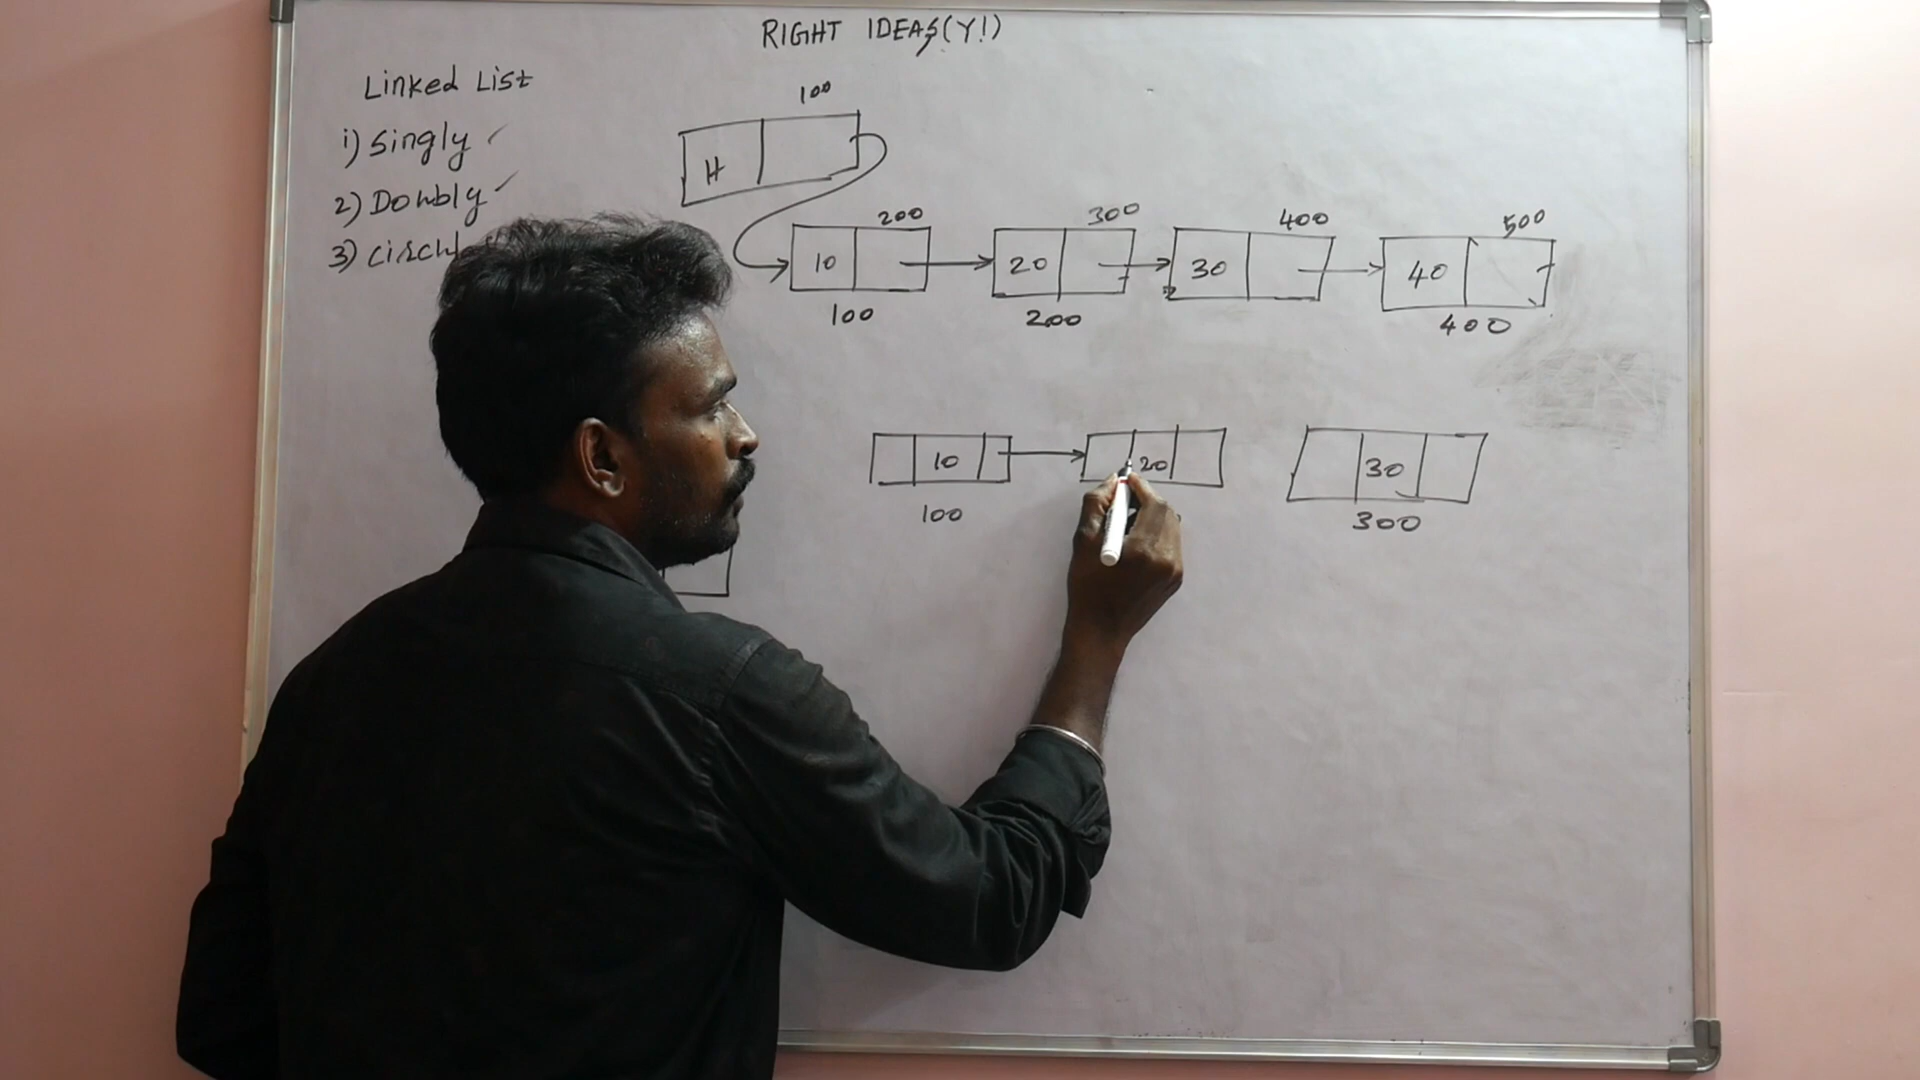 RIGHT IDEAS(Y!)
Linked List
1) Singly ✓
2) Doubly ✓
3)
100
H
200 300 400 500
10 20 30 40
100 200 400
10 20 30
100 300